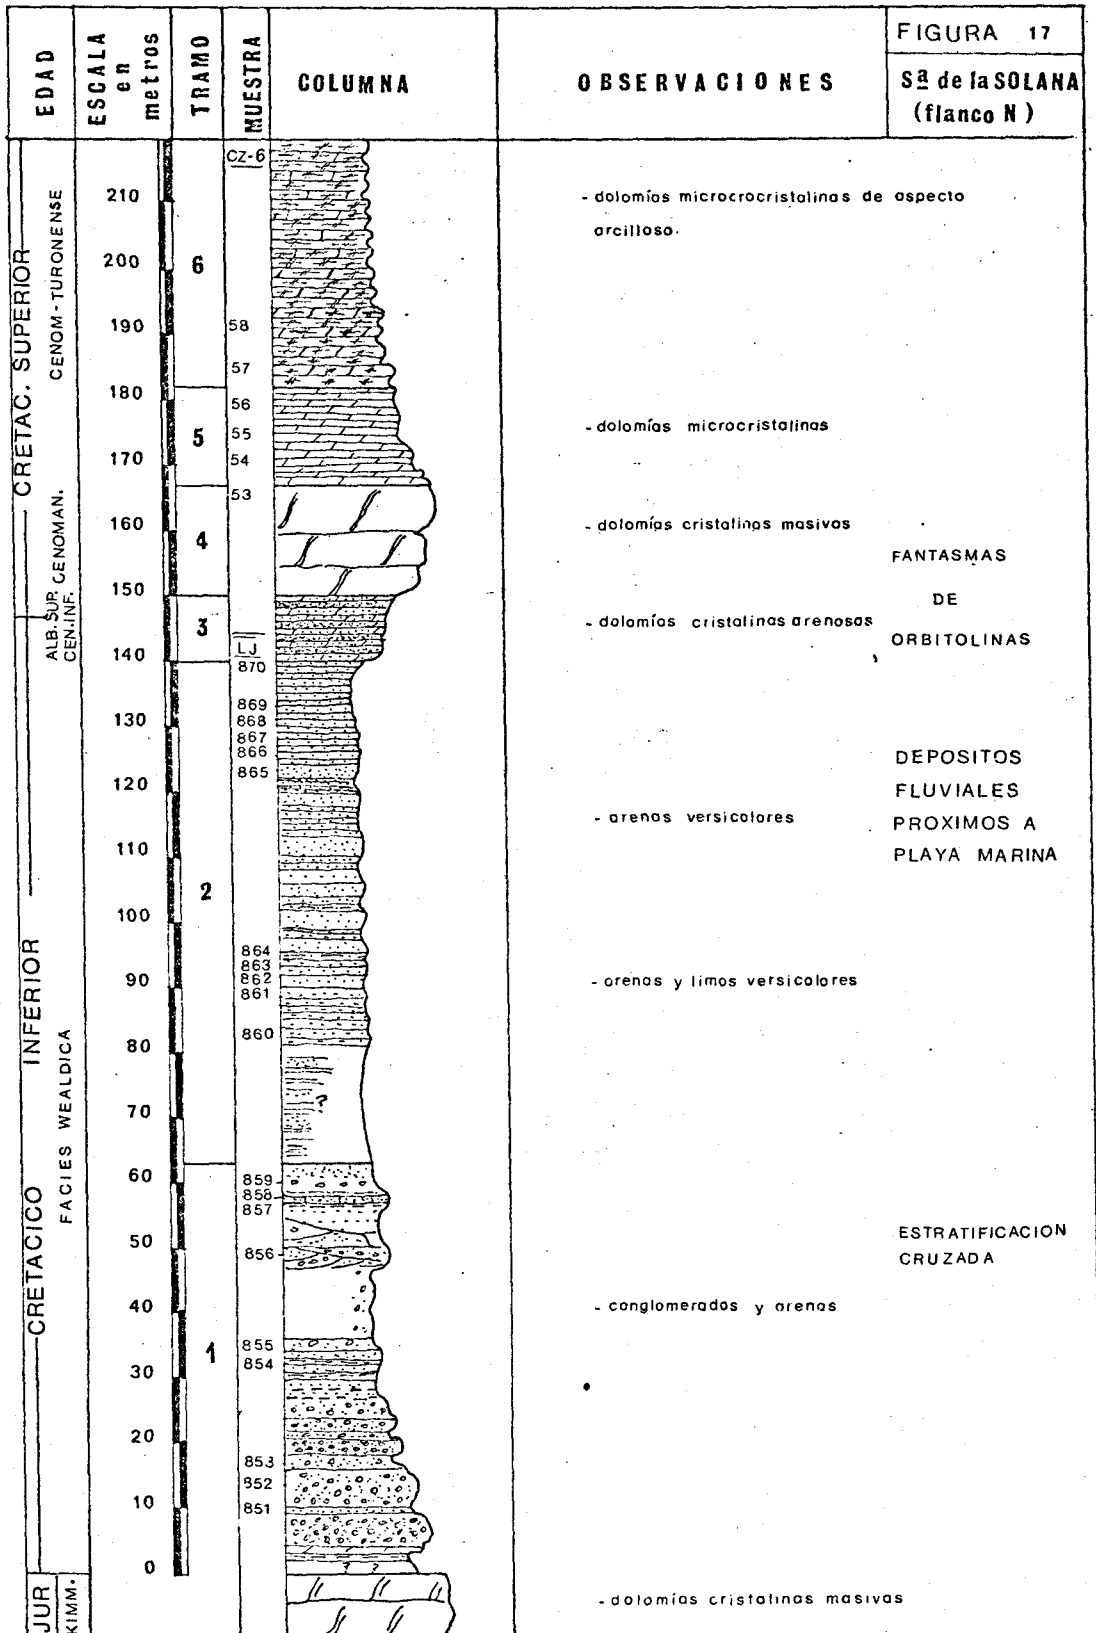 FIGURA 17
Sª de la SOLANA
(flanco N)
EDAD
ESCALA
en
metros
TRAMO
MUESTRA
COLUMNA
OBSERVACIONES
CRETAC. SUPERIOR
CENOM-TURONENSE
CENOMAN.
ALB. SUP.
CEN. INF.
CRETACICO INFERIOR
FACIES WEALDICA
JUR
KIMM.
210
200
190
180
170
160
150
140
130
120
110
100
90
80
70
60
50
40
30
20
10
0
6
5
4
3
2
1
CZ-6
58
57
56
55
54
53
LJ
870
869
868
867
866
865
864
863
862
861
860
859
858
857
856
855
854
853
852
851
?
? ?
- dolomías microcrocristalinas de aspecto
arcilloso.
- dolomías microcristalinas
- dolomías cristalinas masivas
FANTASMAS
DE
ORBITOLINAS
- dolomías cristalinas arenosas
DEPOSITOS
FLUVIALES
PROXIMOS A
PLAYA MARINA
- arenas versicolores
- arenas y limos versicolores
ESTRATIFICACION
CRUZADA
- conglomerados y arenas
- dolomías cristalinas masivas